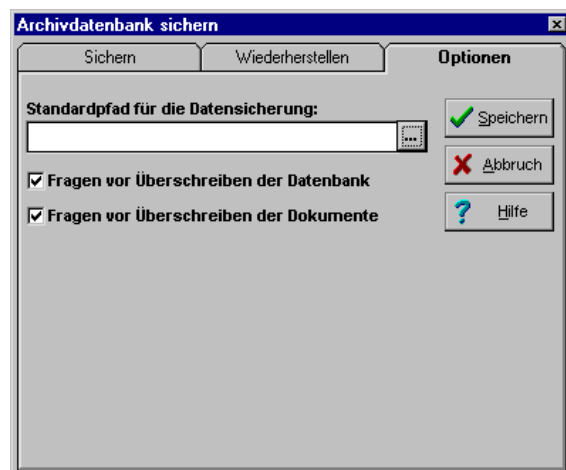 Archivdatenbank sichern
Sichern Wiederherstellen Optionen
Standardpfad für die Datensicherung:
...
Speichern
Fragen vor Überschreiben der Datenbank
Abbruch
Fragen vor Überschreiben der Dokumente
? Hilfe